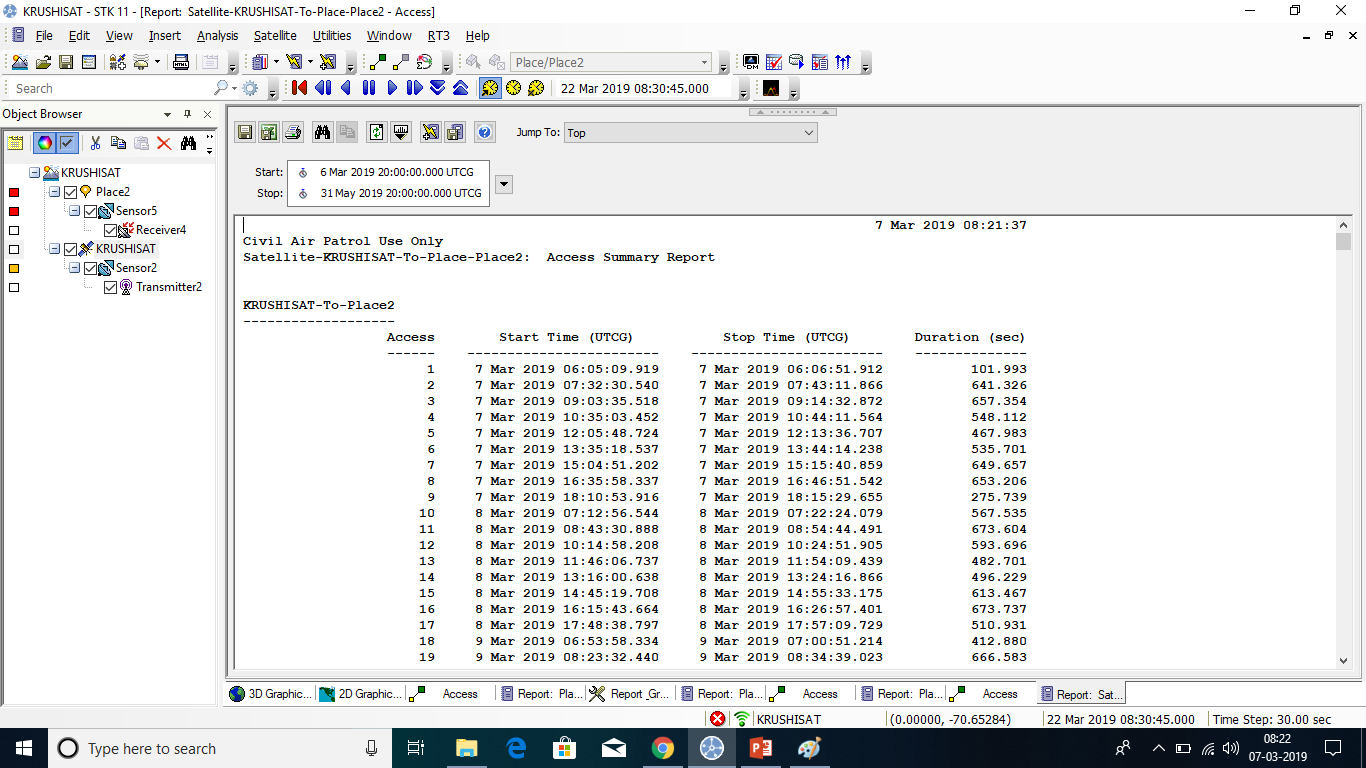 KRUSHISAT - STK 11 - [Report: Satellite-KRUSHISAT-To-Place-Place2 - Access]
File Edit View Insert Analysis Satellite Utilities Window RT3 Help
Place/Place2
Search
22 Mar 2019 08:30:45.000
Object Browser
KRUSHISAT
Place2
Sensor5
Receiver4
KRUSHISAT
Sensor2
Transmitter2
Jump To: Top
Start: 6 Mar 2019 20:00:00.000 UTCG
Stop: 31 May 2019 20:00:00.000 UTCG
7 Mar 2019 08:21:37
Civil Air Patrol Use Only
Satellite-KRUSHISAT-To-Place-Place2: Access Summary Report
KRUSHISAT-To-Place2
-------------------
Access Start Time (UTCG) Stop Time (UTCG) Duration (sec)
------ ------------------------ ------------------------ --------------
1 7 Mar 2019 06:05:09.919 7 Mar 2019 06:06:51.912 101.993
2 7 Mar 2019 07:32:30.540 7 Mar 2019 07:43:11.866 641.326
3 7 Mar 2019 09:03:35.518 7 Mar 2019 09:14:32.872 657.354
4 7 Mar 2019 10:35:03.452 7 Mar 2019 10:44:11.564 548.112
5 7 Mar 2019 12:05:48.724 7 Mar 2019 12:13:36.707 467.983
6 7 Mar 2019 13:35:18.537 7 Mar 2019 13:44:14.238 535.701
7 7 Mar 2019 15:04:51.202 7 Mar 2019 15:15:40.859 649.657
8 7 Mar 2019 16:35:58.337 7 Mar 2019 16:46:51.542 653.206
9 7 Mar 2019 18:10:53.916 7 Mar 2019 18:15:29.655 275.739
10 8 Mar 2019 07:12:56.544 8 Mar 2019 07:22:24.079 567.535
11 8 Mar 2019 08:43:30.888 8 Mar 2019 08:54:44.491 673.604
12 8 Mar 2019 10:14:58.208 8 Mar 2019 10:24:51.905 593.696
13 8 Mar 2019 11:46:06.737 8 Mar 2019 11:54:09.439 482.701
14 8 Mar 2019 13:16:00.638 8 Mar 2019 13:24:16.866 496.229
15 8 Mar 2019 14:45:19.708 8 Mar 2019 14:55:33.175 613.467
16 8 Mar 2019 16:15:43.664 8 Mar 2019 16:26:57.401 673.737
17 8 Mar 2019 17:48:38.797 8 Mar 2019 17:57:09.729 510.931
18 9 Mar 2019 06:53:58.334 9 Mar 2019 07:00:51.214 412.880
19 9 Mar 2019 08:23:32.440 9 Mar 2019 08:34:39.023 666.583
3D Graphic... 2D Graphic... Access Report: Pla... Report _Gr... Report: Pla... Access Report: Pla... Access Report: Sat...
KRUSHISAT (0.00000, -70.65284) 22 Mar 2019 08:30:45.000 Time Step: 30.00 sec
Type here to search
08:22
07-03-2019